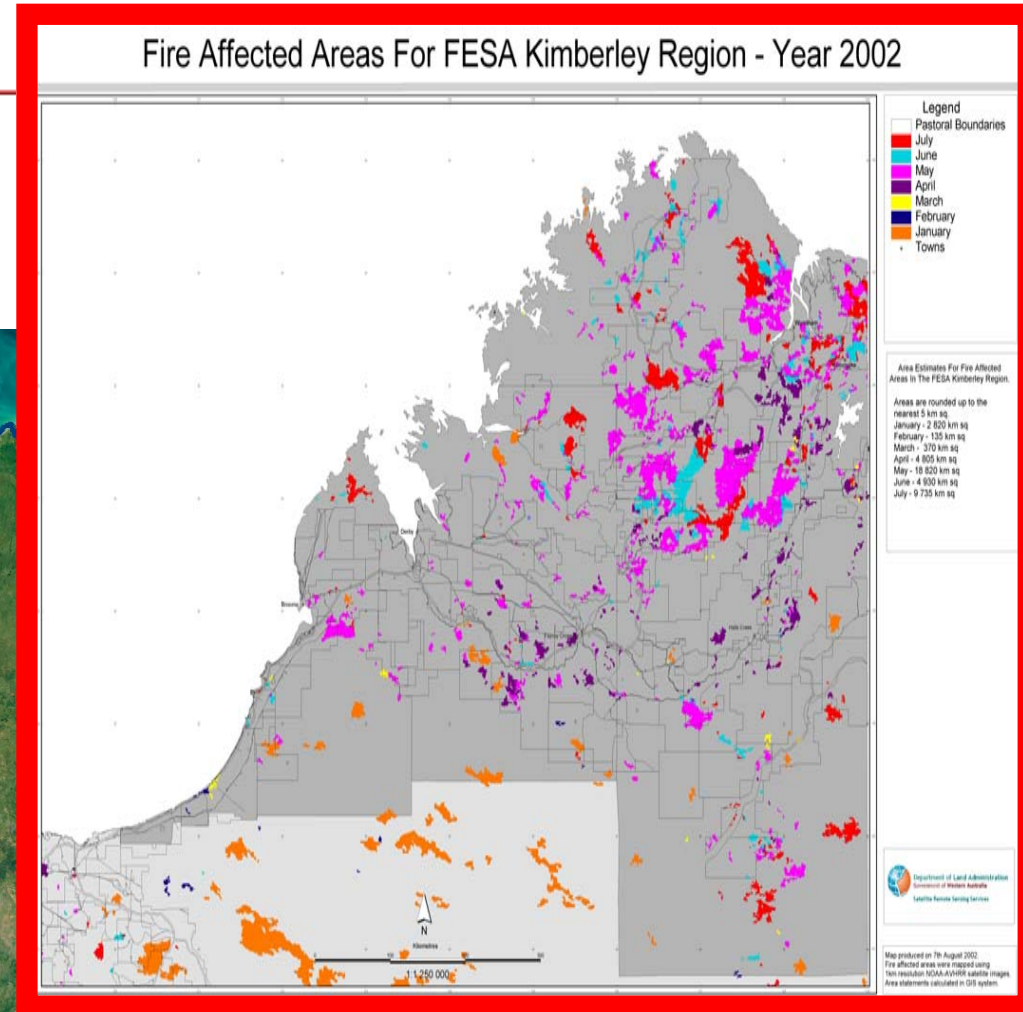 Fire Affected Areas For FESA Kimberley Region - Year 2002
Legend
Pastoral Boundaries
July
June
May
April
March
February
January
Towns
Area Estimates For Fire Affected
Areas In The FESA Kimberley Region.
Areas are rounded up to the
nearest 5 km sq.
January - 2 820 km sq
February - 135 km sq
March - 370 km sq
April - 4 805 km sq
May - 18 820 km sq
June - 4 930 km sq
July - 9 735 km sq
Derby
Broome
Halls Creek
N
Kilometres
1:1 250 000
Department of Land Administration
Government of Western Australia
Satellite Remote Sensing Services
Map produced on 7th August 2002.
Fire affected areas were mapped using
1km resolution NOAA-AVHRR satellite images.
Area statements calculated in GIS system.